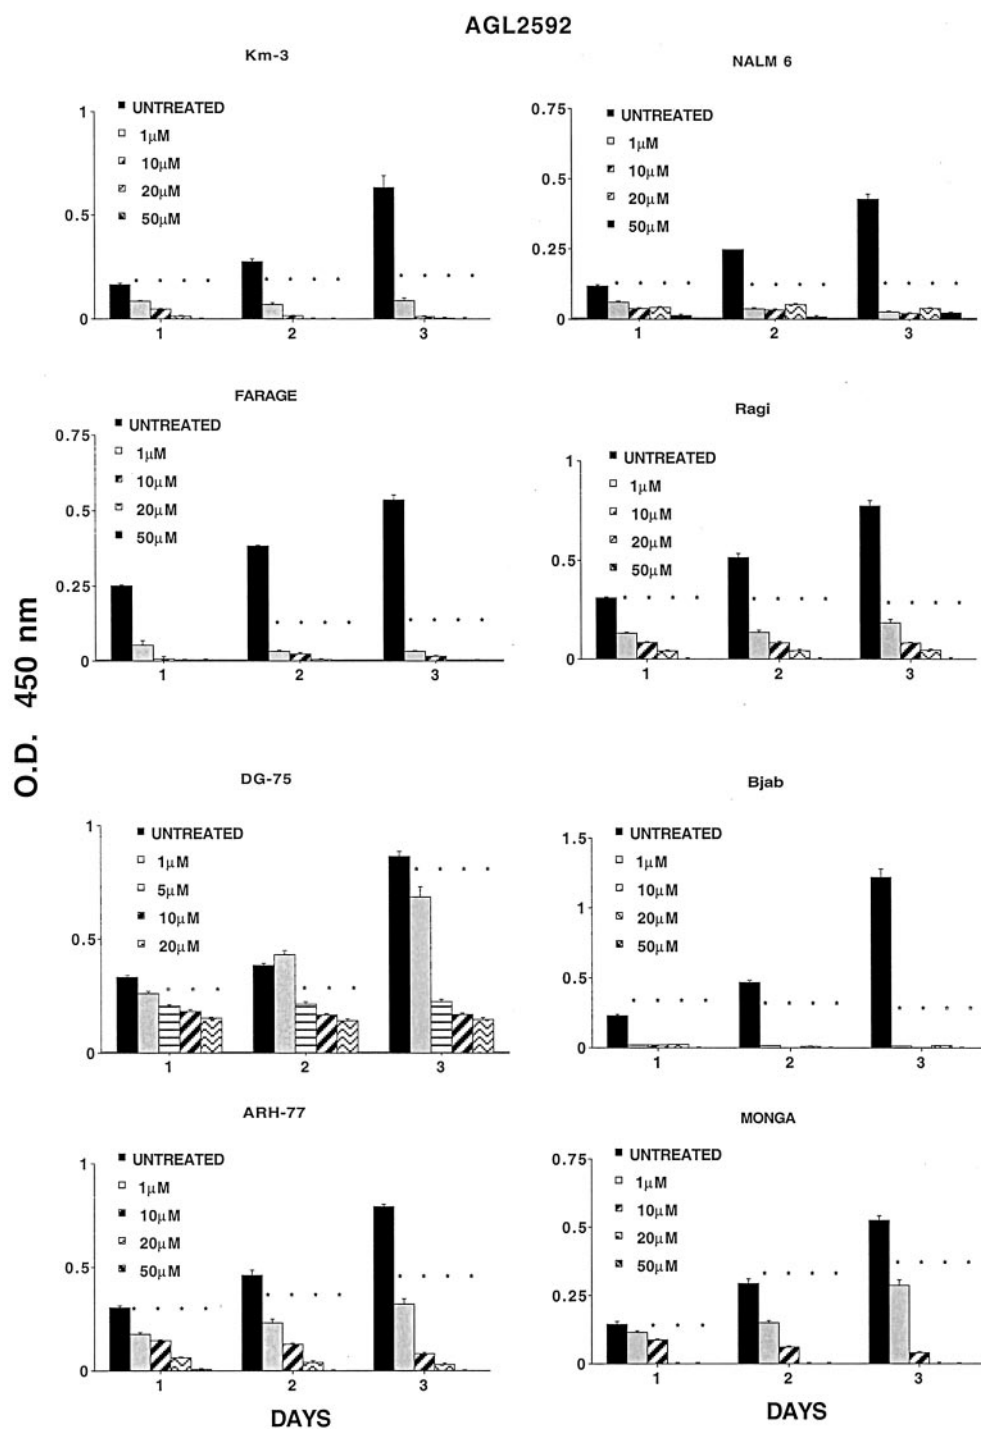 AGL2592
Km-3
1
0.5
0
UNTREATED
1µM
10µM
20µM
50µM
* * * *
* * * *
* * * *
1 2 3
NALM 6
0.75
0.5
0.25
0
UNTREATED
1µM
10µM
20µM
50µM
* * * *
* * * *
* * * *
1 2 3
FARAGE
0.75
0.5
0.25
0
UNTREATED
1µM
10µM
20µM
50µM
* * * *
* * * *
1 2 3
Ragi
1
0.5
0
UNTREATED
1µM
10µM
20µM
50µM
* * * *
* * * *
* * * *
1 2 3
O.D. 450 nm
DG-75
1
0.5
0
UNTREATED
1µM
5µM
10µM
20µM
* * *
* * *
* * * *
1 2 3
Bjab
1.5
1
0.5
0
UNTREATED
1µM
10µM
20µM
50µM
* * * *
* * * *
* * * *
1 2 3
ARH-77
1
0.5
0
UNTREATED
1µM
10µM
20µM
50µM
* * * *
* * * *
* * * *
1 2 3
DAYS
MONGA
0.75
0.5
0.25
0
UNTREATED
1µM
10µM
20µM
50µM
* * *
* * * *
* * * *
1 2 3
DAYS